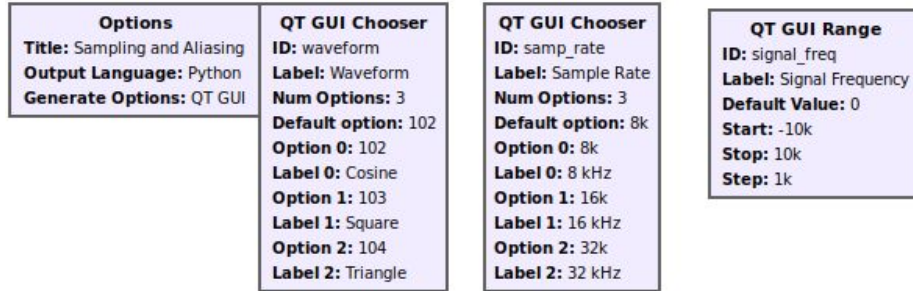 Options
Title: Sampling and Aliasing
Output Language: Python
Generate Options: QT GUI
QT GUI Chooser
ID: waveform
Label: Waveform
Num Options: 3
Default option: 102
Option 0: 102
Label 0: Cosine
Option 1: 103
Label 1: Square
Option 2: 104
Label 2: Triangle
QT GUI Chooser
ID: samp_rate
Label: Sample Rate
Num Options: 3
Default option: 8k
Option 0: 8k
Label 0: 8 kHz
Option 1: 16k
Label 1: 16 kHz
Option 2: 32k
Label 2: 32 kHz
QT GUI Range
ID: signal_freq
Label: Signal Frequency
Default Value: 0
Start: -10k
Stop: 10k
Step: 1k